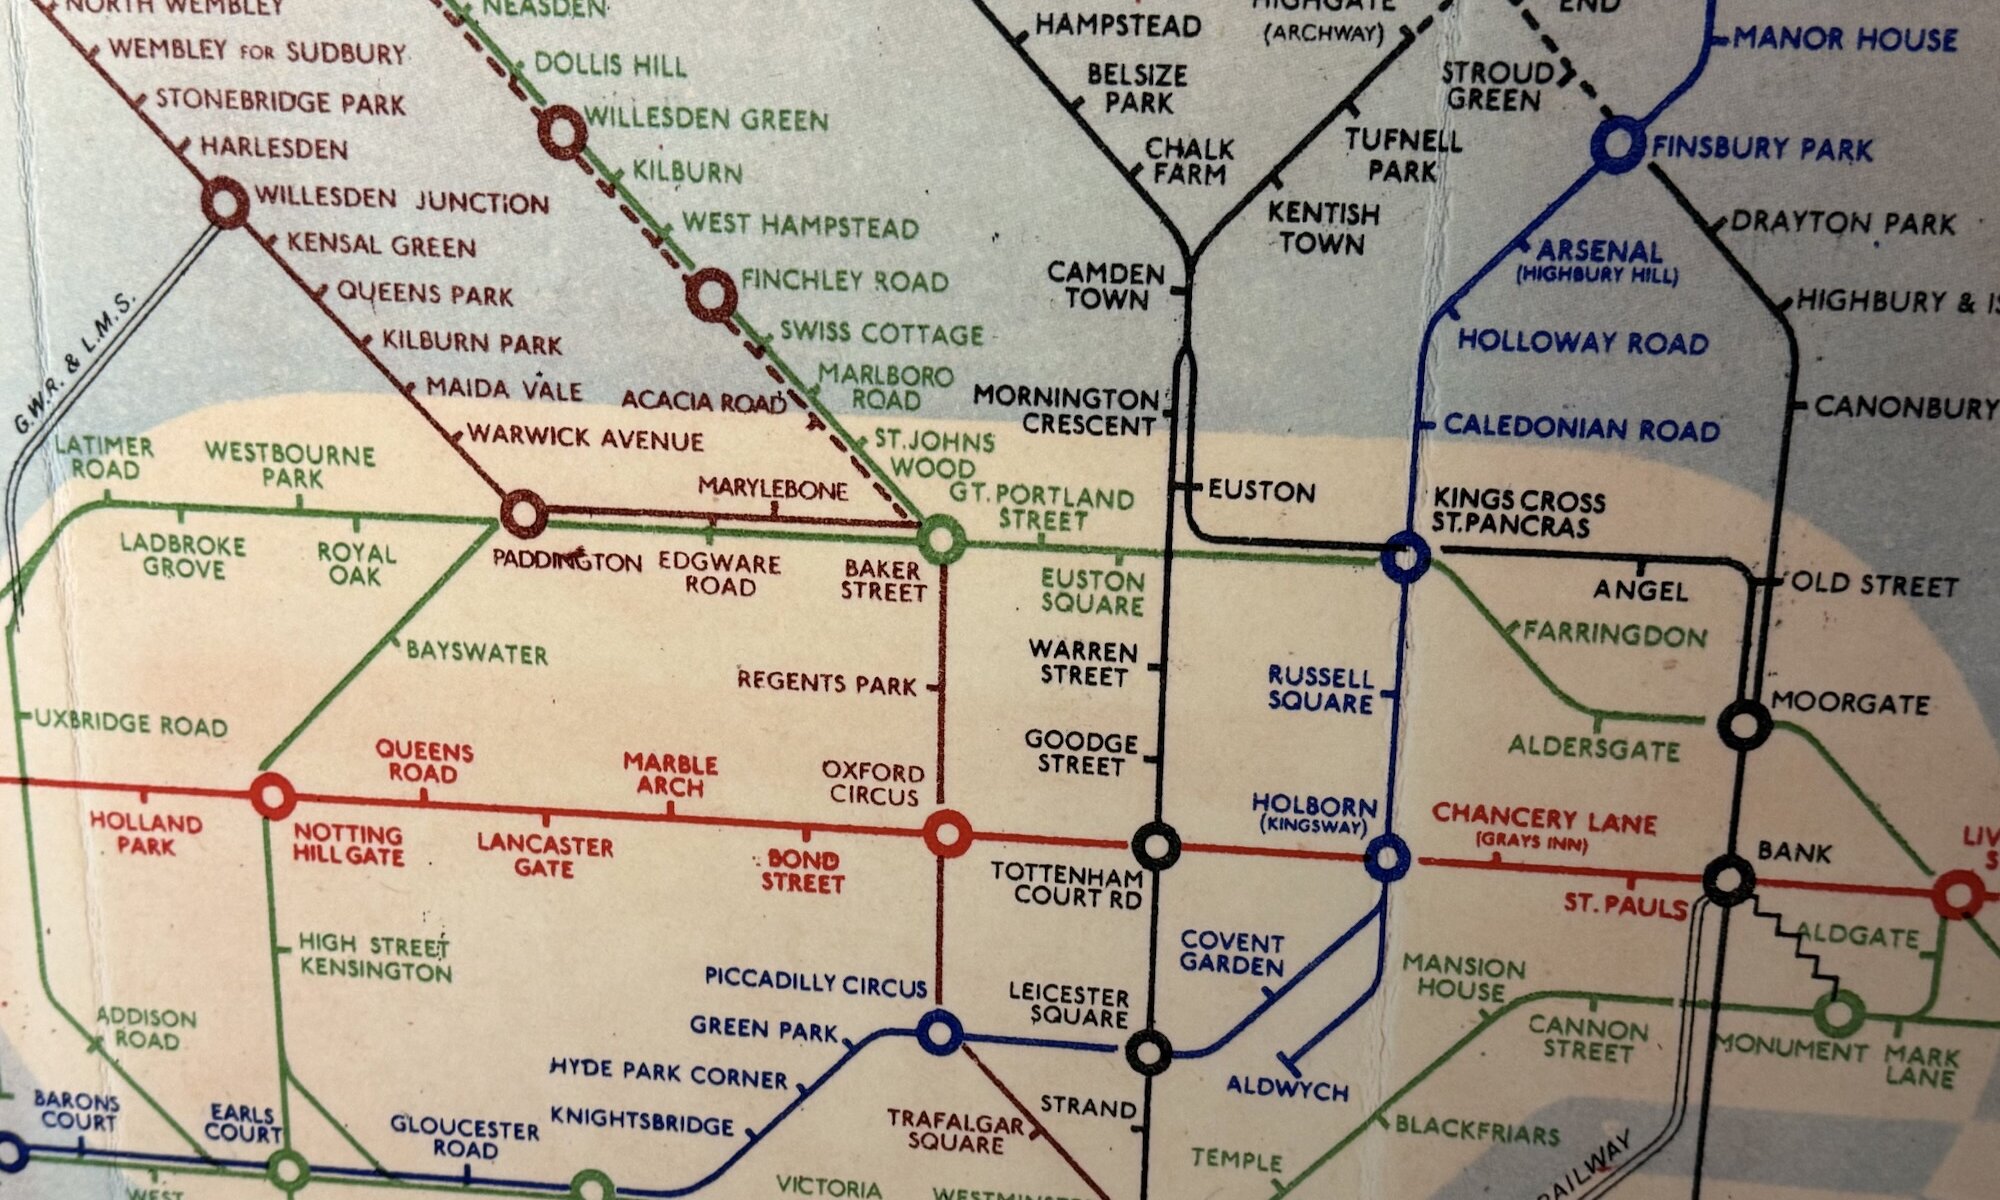 NORTH WEMBLEY
WEMBLEY FOR SUDBURY
STONEBRIDGE PARK
HARLESDEN
WILLESDEN JUNCTION
KENSAL GREEN
QUEENS PARK
KILBURN PARK
MAIDA VALE
WARWICK AVENUE
G.W.R. & L.M.S.
NEASDEN
DOLLIS HILL
WILLESDEN GREEN
KILBURN
WEST HAMPSTEAD
FINCHLEY ROAD
SWISS COTTAGE
MARLBORO
ROAD
ACACIA ROAD
ST. JOHNS
WOOD
HAMPSTEAD
BELSIZE
PARK
CHALK
FARM
HIGHGATE
(ARCHWAY)
TUFNELL
PARK
KENTISH
TOWN
CAMDEN
TOWN
MORNINGTON
CRESCENT
EUSTON
END
STROUD
GREEN
MANOR HOUSE
FINSBURY PARK
ARSENAL
(HIGHBURY HILL)
HOLLOWAY ROAD
CALEDONIAN ROAD
DRAYTON PARK
HIGHBURY & IS
CANONBURY
KINGS CROSS
ST. PANCRAS
ANGEL
OLD STREET
LATIMER
ROAD
WESTBOURNE
PARK
LADBROKE
GROVE
ROYAL
OAK
MARYLEBONE
PADDINGTON
EDGWARE
ROAD
BAKER
STREET
GT. PORTLAND
STREET
EUSTON
SQUARE
FARRINGDON
ALDERSGATE
MOORGATE
BAYSWATER
UXBRIDGE ROAD
REGENTS PARK
WARREN
STREET
GOODGE
STREET
RUSSELL
SQUARE
HOLLAND
PARK
NOTTING
HILL GATE
QUEENS
ROAD
LANCASTER
GATE
MARBLE
ARCH
BOND
STREET
OXFORD
CIRCUS
TOTTENHAM
COURT RD
HOLBORN
(KINGSWAY)
CHANCERY LANE
(GRAYS INN)
ST. PAULS
BANK
LIV
S
HIGH STREET
KENSINGTON
PICCADILLY CIRCUS
LEICESTER
SQUARE
COVENT
GARDEN
MANSION
HOUSE
ALDGATE
CANNON
STREET
MONUMENT
MARK
LANE
ADDISON
ROAD
GREEN PARK
HYDE PARK CORNER
KNIGHTSBRIDGE
BARONS
COURT
EARLS
COURT
GLOUCESTER
ROAD
TRAFALGAR
SQUARE
STRAND
ALDWYCH
BLACKFRIARS
TEMPLE
WEST
VICTORIA
WESTMINSTER
RAILWAY